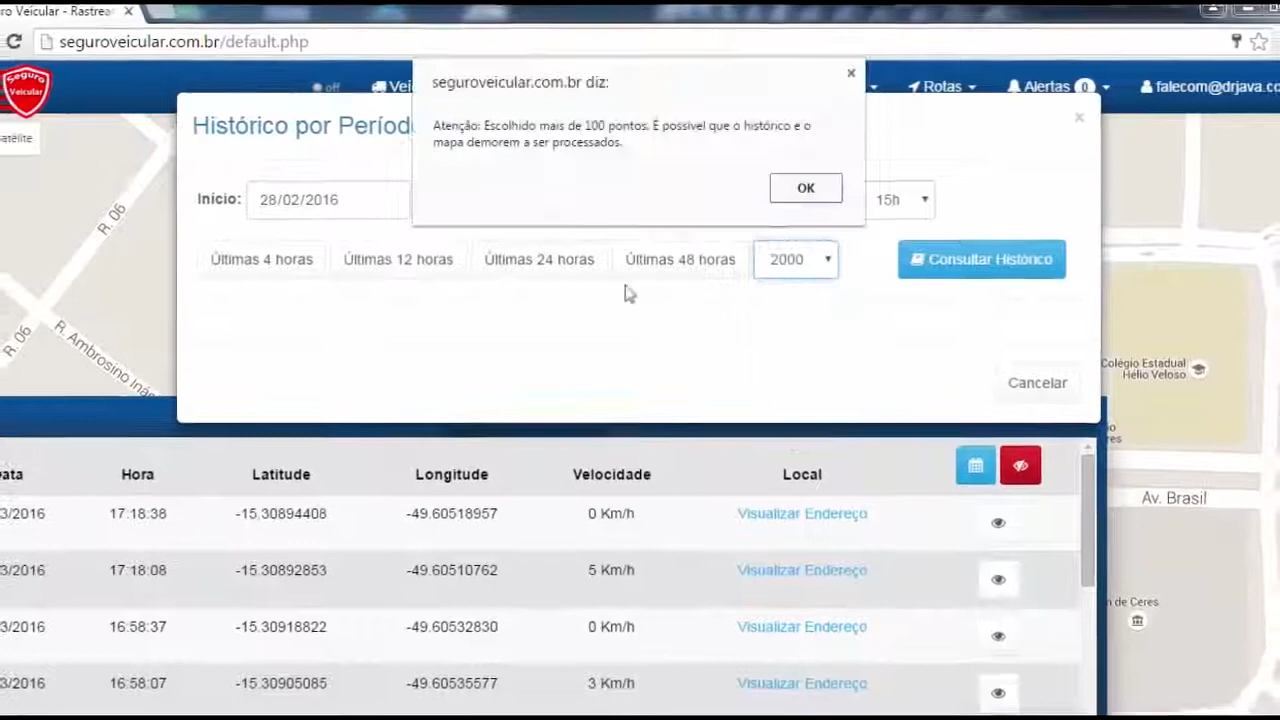 ro Veicular - Rastrea
seguroveicular.com.br/default.php
Seguro
Veicular
off
Veí
Rotas
Alertas 0
falecom@drjava.co
seguroveicular.com.br diz:
Atenção: Escolhido mais de 100 pontos. É possível que o histórico e o
mapa demorem a ser processados.
OK
Histórico por Períod
atélite
Início:
28/02/2016
15h
Últimas 4 horas
Últimas 12 horas
Últimas 24 horas
Últimas 48 horas
2000
Consultar Histórico
Cancelar
R. 06
R. 06
R. Ambrosino Iná
Colégio Estadual
Hélio Veloso
io
res
Av. Brasil
n de Ceres
ata
Hora
Latitude
Longitude
Velocidade
Local
3/2016
17:18:38
-15.30894408
-49.60518957
0 Km/h
Visualizar Endereço
3/2016
17:18:08
-15.30892853
-49.60510762
5 Km/h
Visualizar Endereço
3/2016
16:58:37
-15.30918822
-49.60532830
0 Km/h
Visualizar Endereço
3/2016
16:58:07
-15.30905085
-49.60535577
3 Km/h
Visualizar Endereço